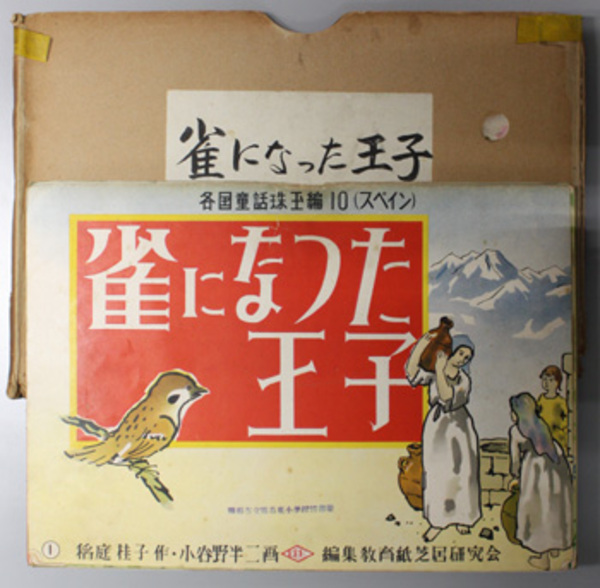 雀になった王子
各国童話珠玉編10(スペイン)
雀になった
王子
① 稲庭桂子作・小谷野半二画 編集教育紙芝居研究会